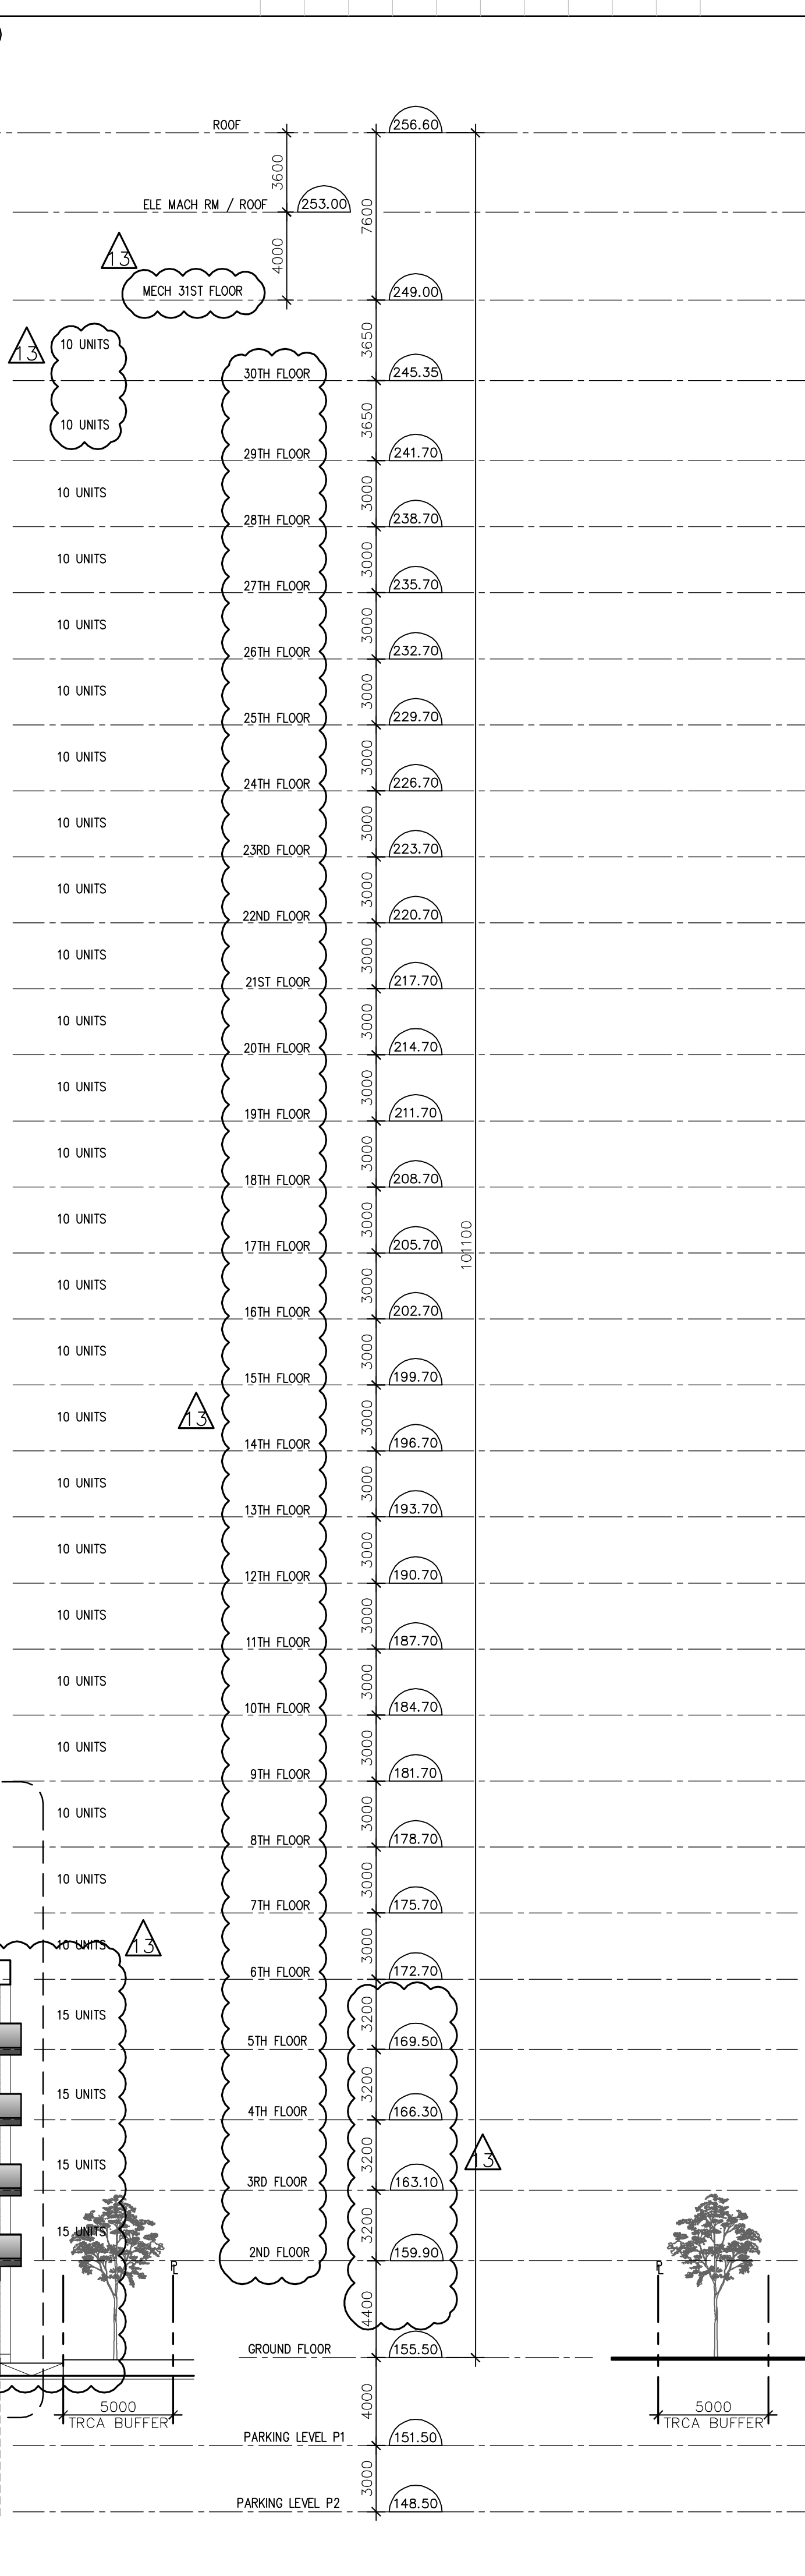 ROOF 256.60
3600
ELE MACH RM / ROOF 253.00
7600
13
4000
MECH 31ST FLOOR 249.00
13
10 UNITS
3650
30TH FLOOR 245.35
10 UNITS
3650
29TH FLOOR 241.70
10 UNITS
3000
28TH FLOOR 238.70
10 UNITS
3000
27TH FLOOR 235.70
10 UNITS
3000
26TH FLOOR 232.70
10 UNITS
3000
25TH FLOOR 229.70
10 UNITS
3000
24TH FLOOR 226.70
10 UNITS
3000
23RD FLOOR 223.70
10 UNITS
3000
22ND FLOOR 220.70
10 UNITS
3000
21ST FLOOR 217.70
10 UNITS
3000
20TH FLOOR 214.70
10 UNITS
3000
19TH FLOOR 211.70
10 UNITS
3000
18TH FLOOR 208.70
10 UNITS
3000
101100
17TH FLOOR 205.70
10 UNITS
3000
16TH FLOOR 202.70
10 UNITS
3000
15TH FLOOR 199.70
13
10 UNITS
3000
14TH FLOOR 196.70
10 UNITS
3000
13TH FLOOR 193.70
10 UNITS
3000
12TH FLOOR 190.70
10 UNITS
3000
11TH FLOOR 187.70
10 UNITS
3000
10TH FLOOR 184.70
10 UNITS
3000
9TH FLOOR 181.70
10 UNITS
3000
8TH FLOOR 178.70
10 UNITS
3000
7TH FLOOR 175.70
10 UNITS
13
3000
6TH FLOOR 172.70
15 UNITS
3200
5TH FLOOR 169.50
15 UNITS
3200
4TH FLOOR 166.30
15 UNITS
3200
13
3RD FLOOR 163.10
15 UNITS
3200
2ND FLOOR 159.90
PL
PL
4400
GROUND FLOOR 155.50
5000
TRCA BUFFER
4000
5000
TRCA BUFFER
PARKING LEVEL P1 151.50
3000
PARKING LEVEL P2 148.50